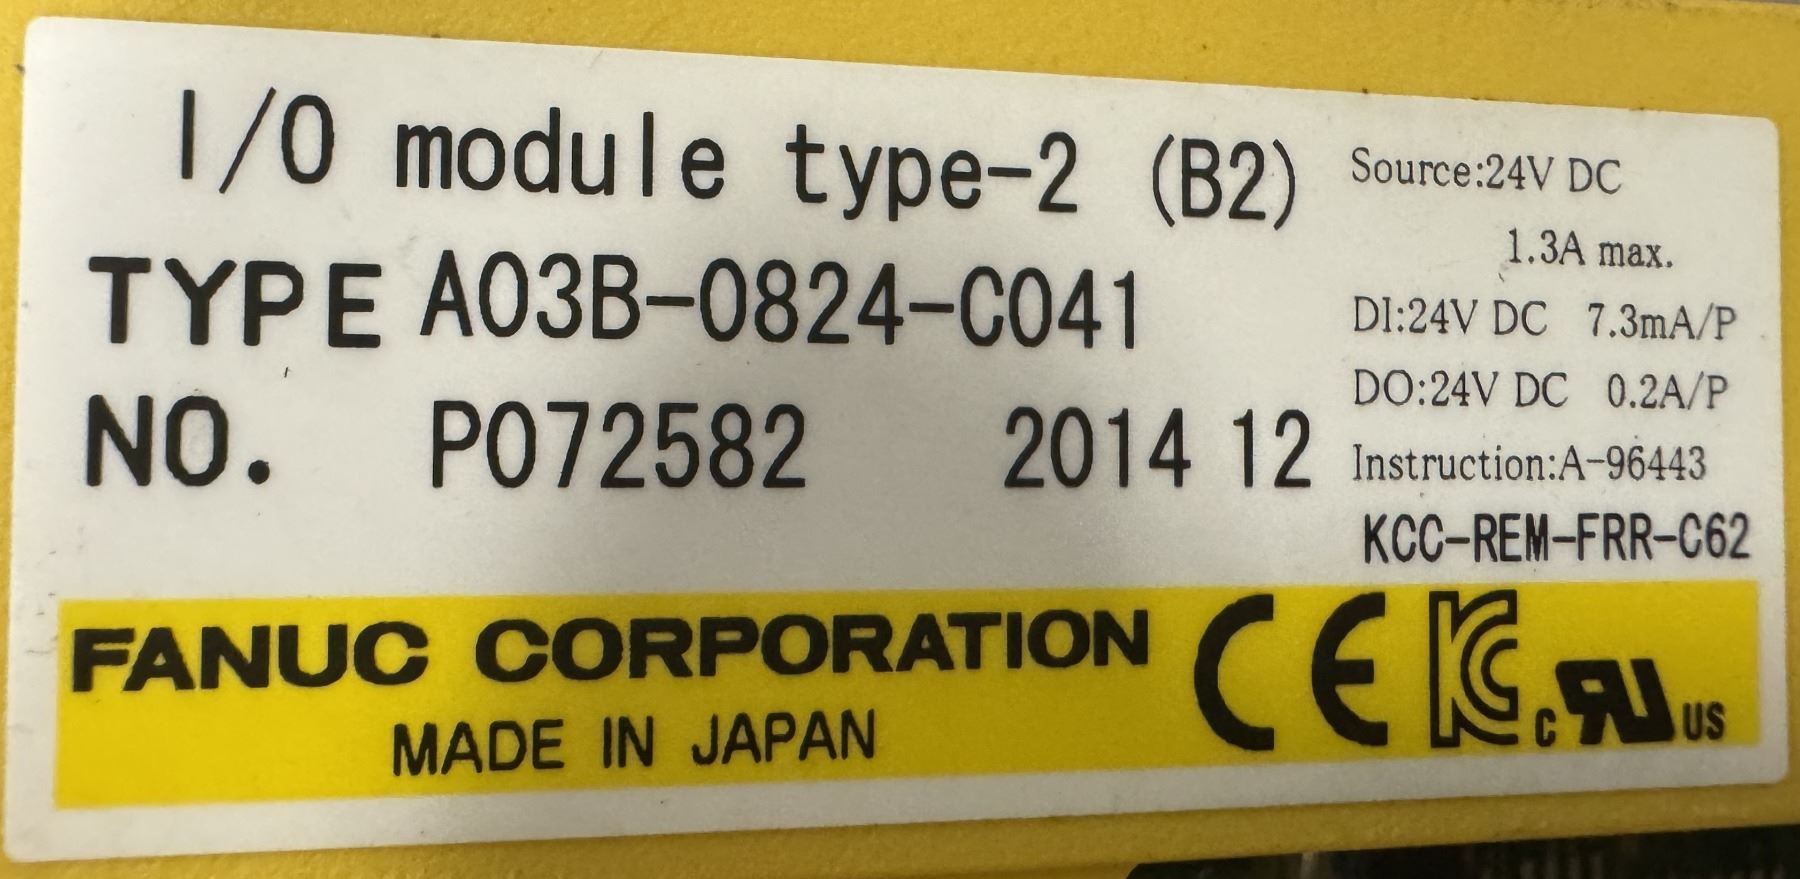 I/O module type-2 (B2)
TYPE A03B-0824-C041
NO. P072582 2014 12
Source:24V DC
1.3A max.
DI:24V DC 7.3mA/P
DO:24V DC 0.2A/P
Instruction:A-96443
KCC-REM-FRR-C62
FANUC CORPORATION
MADE IN JAPAN
CE KC c RU US